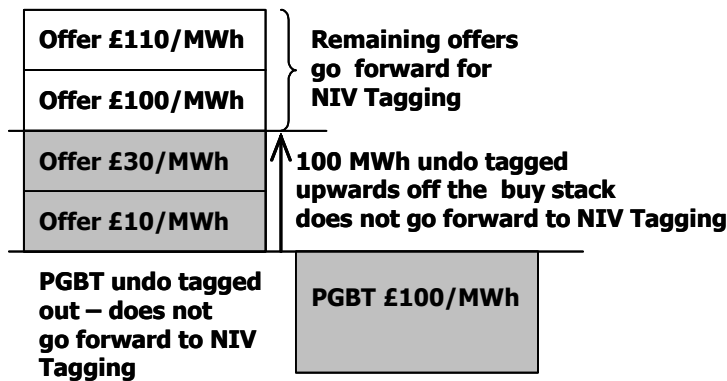 Offer £110/MWh
Offer £100/MWh
Remaining offers
go forward for
NIV Tagging
Offer £30/MWh
Offer £10/MWh
100 MWh undo tagged
upwards off the buy stack
does not go forward to NIV Tagging
PGBT undo tagged
out – does not
go forward to NIV
Tagging
PGBT £100/MWh